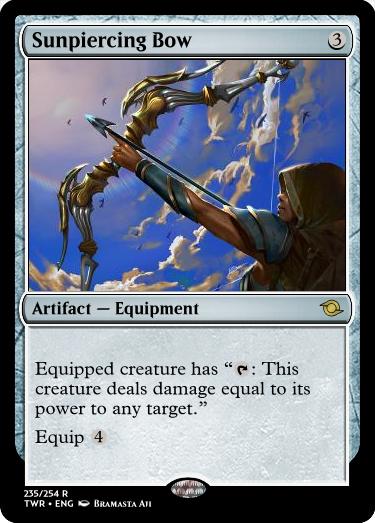 Sunpiercing Bow 3
Artifact — Equipment
Equipped creature has “: This
creature deals damage equal to its
power to any target.”
Equip 4
235/254 R
TWR • ENG Bramasta Aji